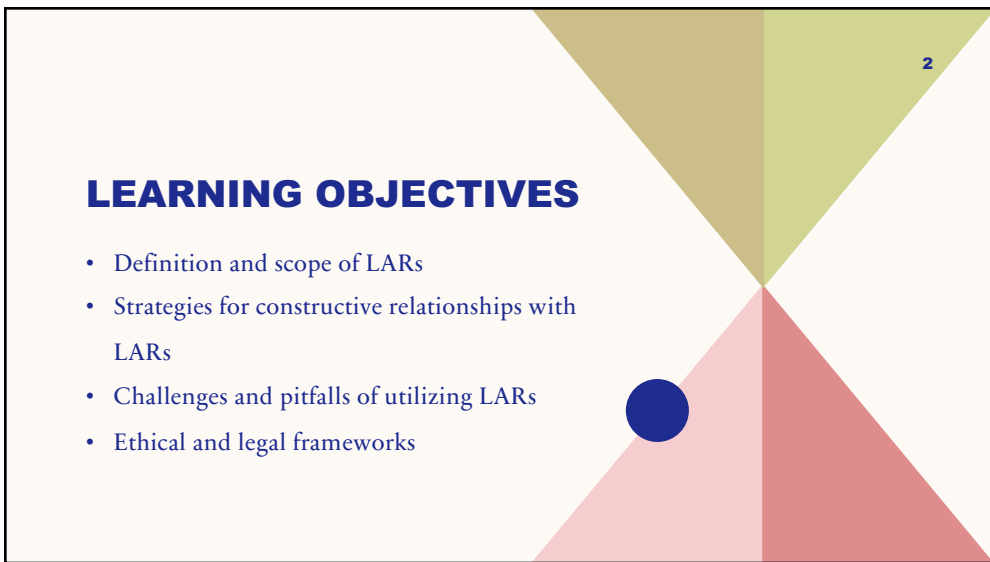 2
LEARNING OBJECTIVES
• Definition and scope of LARs
• Strategies for constructive relationships with
LARs
• Challenges and pitfalls of utilizing LARs
• Ethical and legal frameworks